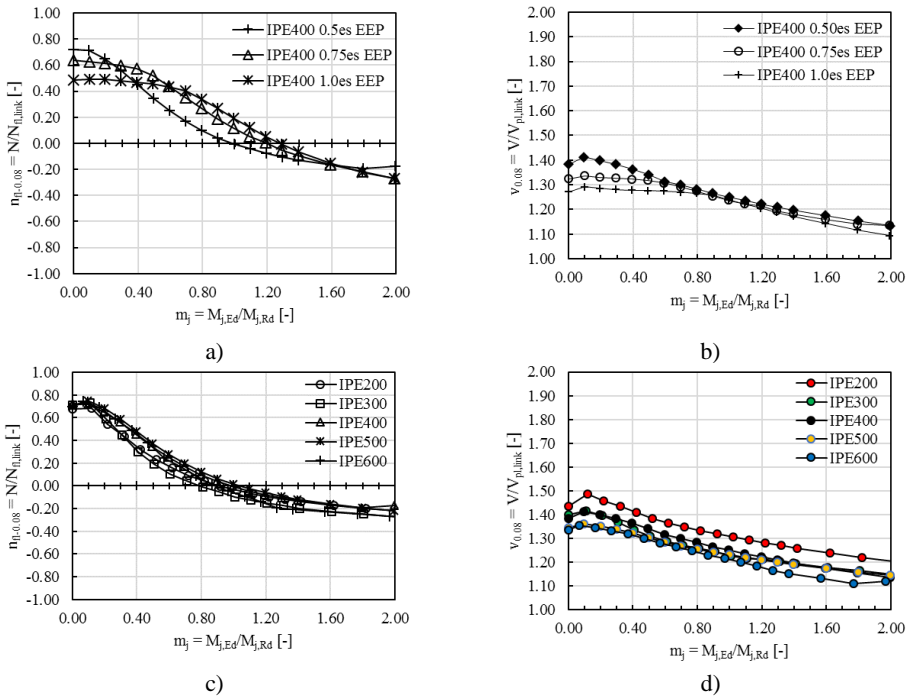 1.00
0.80
0.60
0.40
0.20
0.00
-0.20
-0.40
-0.60
-0.80
-1.00
n_fl-0.08 = N/N_fl,link [-]
IPE400 0.5es EEP
IPE400 0.75es EEP
IPE400 1.0es EEP
0.00 0.40 0.80 1.20 1.60 2.00
m_j = M_j,Ed/M_j,Rd [-]
a)
2.00
1.90
1.80
1.70
1.60
1.50
1.40
1.30
1.20
1.10
1.00
v_0.08 = V/V_pl,link [-]
IPE400 0.50es EEP
IPE400 0.75es EEP
IPE400 1.0es EEP
0.00 0.40 0.80 1.20 1.60 2.00
m_j = M_j,Ed/M_j,Rd [-]
b)
1.00
0.80
0.60
0.40
0.20
0.00
-0.20
-0.40
-0.60
-0.80
-1.00
n_fl-0.08 = N/N_fl,link [-]
IPE200
IPE300
IPE400
IPE500
IPE600
0.00 0.40 0.80 1.20 1.60 2.00
m_j = M_j,Ed/M_j,Rd [-]
c)
2.00
1.90
1.80
1.70
1.60
1.50
1.40
1.30
1.20
1.10
1.00
v_0.08 = V/V_pl,link [-]
IPE200
IPE300
IPE400
IPE500
IPE600
0.00 0.40 0.80 1.20 1.60 2.00
m_j = M_j,Ed/M_j,Rd [-]
d)